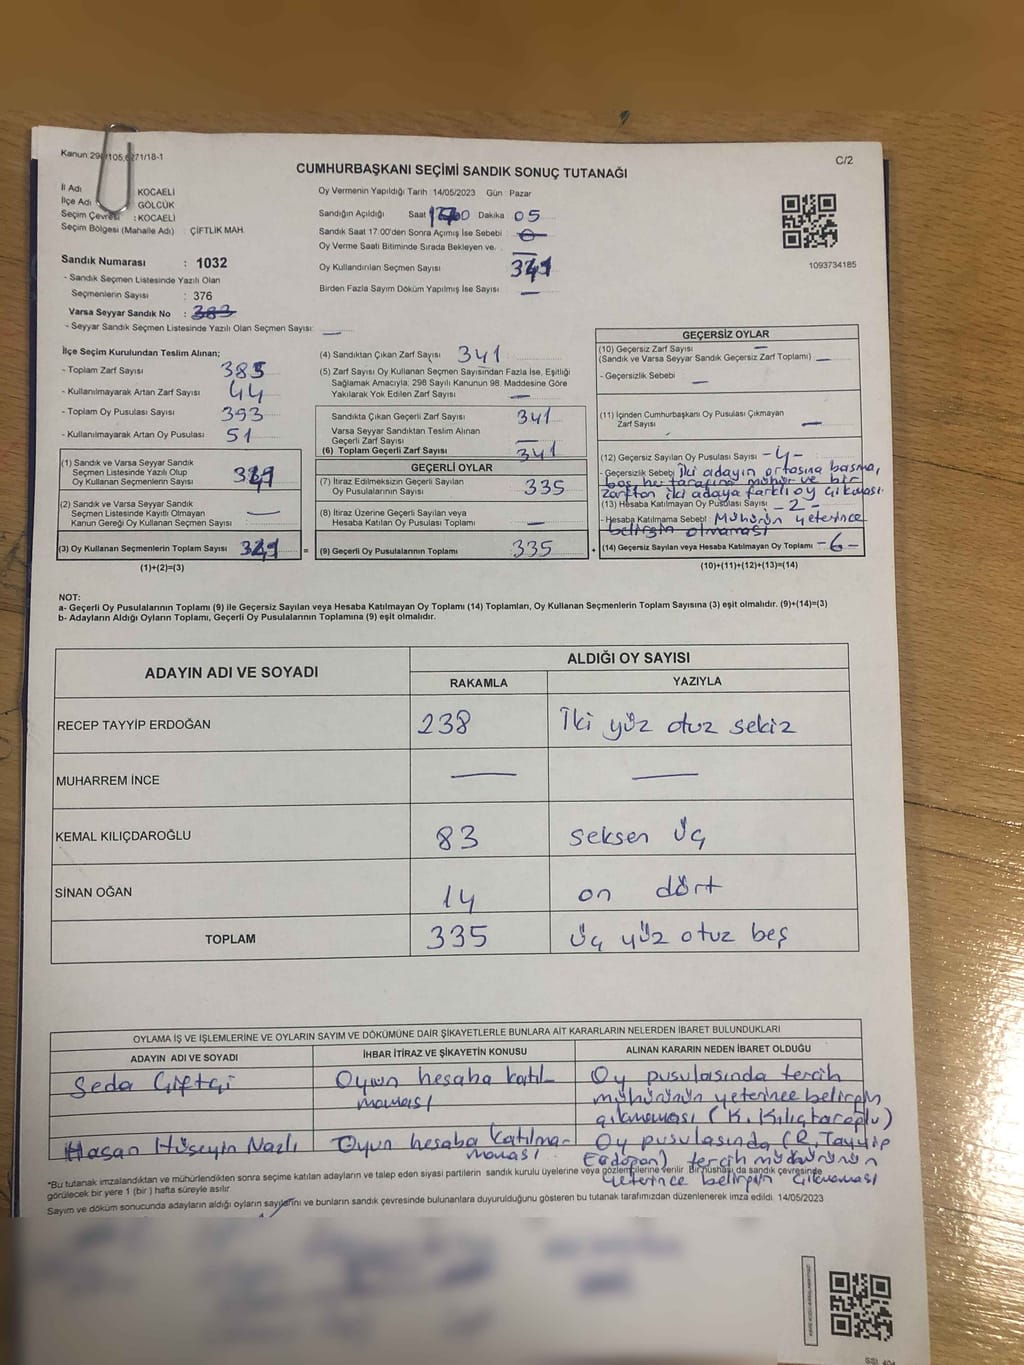 Kanun 298/105,6271/18-1
C/2
CUMHURBAŞKANI SEÇİMİ SANDIK SONUÇ TUTANAĞI
İl Adı : KOCAELİ
İlçe Adı : GÖLCÜK
Seçim Çevresi : KOCAELİ
Seçim Bölgesi (Mahalle Adı) : ÇİFTLİK MAH.
Sandık Numarası : 1032
- Sandık Seçmen Listesinde Yazılı Olan
Seçmenlerin Sayısı : 376
Varsa Seyyar Sandık No :
- Seyyar Sandık Seçmen Listesinde Yazılı Olan Seçmen Sayısı: —
Oy Vermenin Yapıldığı Tarih :14/05/2023 Gün Pazar
Sandığın Açıldığı Saat Dakika 05
Sandık Saat 17:00'den Sonra Açılmış İse Sebebi :
Oy Verme Saati Bitiminde Sırada Bekleyen ve. —
Oy Kullandırılan Seçmen Sayısı 341
Birden Fazla Sayım Döküm Yapılmış İse Sayısı : —
1093734185
İlçe Seçim Kurulundan Teslim Alınan;
- Toplam Zarf Sayısı 385
- Kullanılmayarak Artan Zarf Sayısı 44
- Toplam Oy Pusulası Sayısı 393
- Kullanılmayarak Artan Oy Pusulası 51
(1) Sandık ve Varsa Seyyar Sandık
Seçmen Listesinde Yazılı Olup
Oy Kullanan Seçmenlerin Sayısı 341
(2) Sandık ve Varsa Seyyar Sandık
Seçmen Listesinde Kayıtlı Olmayan
Kanun Gereği Oy Kullanan Seçmen Sayısı —
(3) Oy Kullanan Seçmenlerin Toplam Sayısı 341 =
(1)+(2)=(3)
(4) Sandıktan Çıkan Zarf Sayısı 341
(5) Zarf Sayısı Oy Kullanan Seçmen Sayısından Fazla İse, Eşitliği
Sağlamak Amacıyla; 298 Sayılı Kanunun 98. Maddesine Göre
Yakılarak Yok Edilen Zarf Sayısı —
Sandıkta Çıkan Geçerli Zarf Sayısı 341
Varsa Seyyar Sandıktan Teslim Alınan
Geçerli Zarf Sayısı —
(6) Toplam Geçerli Zarf Sayısı 341
GEÇERLİ OYLAR
(7) İtiraz Edilmeksizin Geçerli Sayılan
Oy Pusulalarının Sayısı 335
(8) İtiraz Üzerine Geçerli Sayılan veya
Hesaba Katılan Oy Pusulası Toplamı —
(9) Geçerli Oy Pusulalarının Toplamı 335 +
GEÇERSİZ OYLAR
(10) Geçersiz Zarf Sayısı —
(Sandık ve Varsa Seyyar Sandık Geçersiz Zarf Toplamı) —
- Geçersizlik Sebebi —
(11) İçinden Cumhurbaşkanı Oy Pusulası Çıkmayan
Zarf Sayısı —
(12) Geçersiz Sayılan Oy Pusulası Sayısı -4-
- Geçersizlik Sebebi İki adayın ortasına basma,
boş her tarafına mühür ve bir
zarftan iki adaya farklı oy çıkması.
(13) Hesaba Katılmayan Oy Pusulası Sayısı -2-
- Hesaba Katılmama Sebebi Mühürün yeterince
belirgin olmaması
(14) Geçersiz Sayılan veya Hesaba Katılmayan Oy Toplamı -6-
(10)+(11)+(12)+(13)=(14)
NOT:
a- Geçerli Oy Pusulalarının Toplamı (9) ile Geçersiz Sayılan veya Hesaba Katılmayan Oy Toplamı (14) Toplamları, Oy Kullanan Seçmenlerin Toplam Sayısına (3) eşit olmalıdır. (9)+(14)=(3)
b- Adayların Aldığı Oyların Toplamı, Geçerli Oy Pusulalarının Toplamına (9) eşit olmalıdır.
ADAYIN ADI VE SOYADI
ALDIĞI OY SAYISI
RAKAMLA YAZIYLA
RECEP TAYYİP ERDOĞAN 238 İki yüz otuz sekiz
MUHARREM İNCE — —
KEMAL KILIÇDAROĞLU 83 seksen üç
SİNAN OĞAN 14 on dört
TOPLAM 335 üç yüz otuz beş
OYLAMA İŞ VE İŞLEMLERİNE VE OYLARIN SAYIM VE DÖKÜMÜNE DAİR ŞİKAYETLERLE BUNLARA AİT KARARLARIN NELERDEN İBARET BULUNDUKLARI
ADAYIN ADI VE SOYADI İHBAR İTİRAZ VE ŞİKAYETİN KONUSU ALINAN KARARIN NEDEN İBARET OLDUĞU
Seda Çiftçi Oyun hesaba katıl-
maması
Oy pusulasında tercih
mühürünün yeterince belirgin
çıkmaması (K. Kılıçtaroğlu)
Hasan Hüseyin Nazlı Oyun hesaba katılma-
ması
Oy pusulasında (R. Tayyip
Erdoğan) tercih mühürünün
yeterince belirgin çıkmaması
*Bu tutanak imzalandıktan ve mühürlendikten sonra seçime katılan adayların ve talep eden siyasi partilerin sandık kurulu üyelerine veya gözlemcilerine verilir. Bir nüshası da sandık çevresinde
görülecek bir yere 1 (bir) hafta süreyle asılır.
Sayım ve döküm sonucunda adayların aldığı oyların sayılarını ve bunların sandık çevresinde bulunanlara duyurulduğunu gösteren bu tutanak tarafımızdan düzenlenerek imza edildi. 14/05/2023